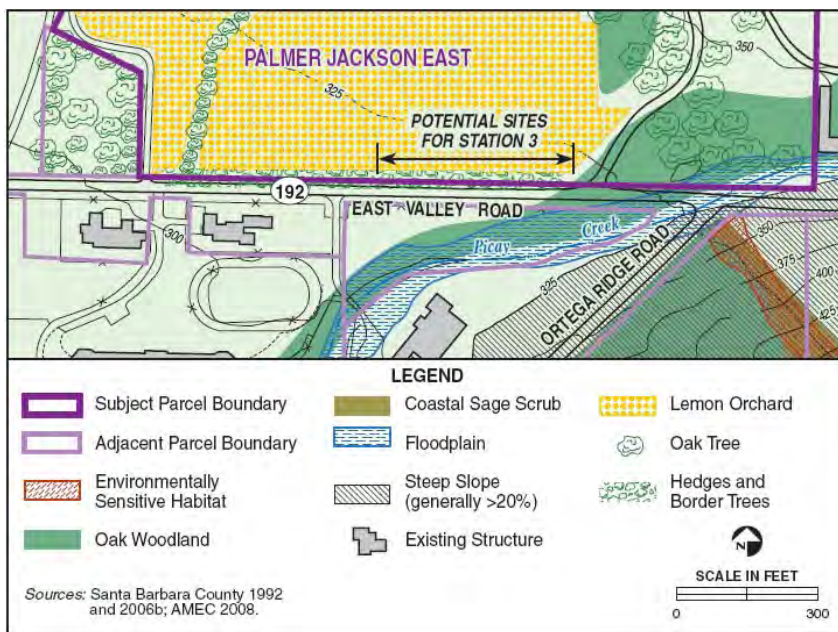 PALMER JACKSON EAST
350
325
POTENTIAL SITES
FOR STATION 3
192
EAST VALLEY ROAD
300
Picay Creek
325
ORTEGA RIDGE ROAD
350
375
400
425
LEGEND
Subject Parcel Boundary
Coastal Sage Scrub
Lemon Orchard
Adjacent Parcel Boundary
Floodplain
Oak Tree
Environmentally
Sensitive Habitat
Steep Slope
(generally >20%)
Hedges and
Border Trees
Oak Woodland
Existing Structure
N
Sources: Santa Barbara County 1992
and 2006b; AMEC 2008.
SCALE IN FEET
0 300